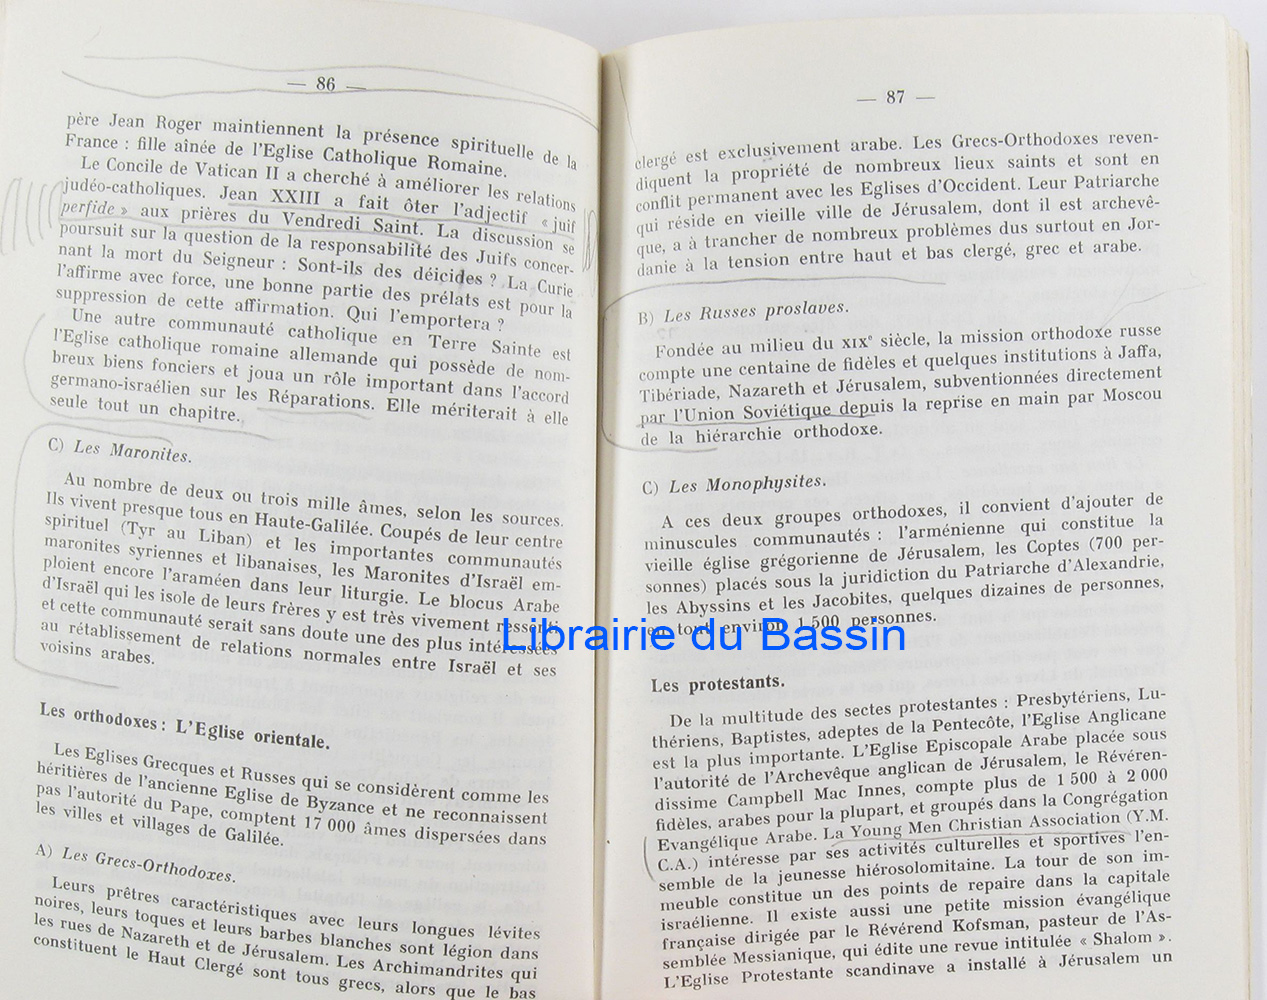 — 86 —
père Jean Roger maintiennent la présence spirituelle de la
France : fille aînée de l'Eglise Catholique Romaine.
Le Concile de Vatican II a cherché à améliorer les relations
judéo-catholiques. Jean XXIII a fait ôter l'adjectif « juif
perfide » aux prières du Vendredi Saint. La discussion se
poursuit sur la question de la responsabilité des Juifs concer-
nant la mort du Seigneur : Sont-ils des déicides ? La Curie
l'affirme avec force, une bonne partie des prélats est pour la
suppression de cette affirmation. Qui l'emportera ?
Une autre communauté catholique en Terre Sainte est
l'Eglise catholique romaine allemande qui possède de nom-
breux biens fonciers et joua un rôle important dans l'accord
germano-israélien sur les Réparations. Elle mériterait à elle
seule tout un chapitre.
C) Les Maronites.
Au nombre de deux ou trois mille âmes, selon les sources.
Ils vivent presque tous en Haute-Galilée. Coupés de leur centre
spirituel (Tyr au Liban) et les importantes communautés
maronites syriennes et libanaises, les Maronites d'Israël em-
ploient encore l'araméen dans leur liturgie. Le blocus Arabe
d'Israël qui les isole de leurs frères y est très vivement ressenti
et cette communauté serait sans doute une des plus intéressées
au rétablissement de relations normales entre Israël et ses
voisins arabes.
Les orthodoxes : L'Eglise orientale.
Les Eglises Grecques et Russes qui se considèrent comme les
héritières de l'ancienne Eglise de Byzance et ne reconnaissent
pas l'autorité du Pape, comptent 17 000 âmes dispersées dans
les villes et villages de Galilée.
A) Les Grecs-Orthodoxes.
Leurs prêtres caractéristiques avec leurs longues lévites
noires, leurs toques et leurs barbes blanches sont légion dans
les rues de Nazareth et de Jérusalem. Les Archimandrites qui
constituent le Haut Clergé sont tous grecs, alors que le bas
— 87 —
clergé est exclusivement arabe. Les Grecs-Orthodoxes reven-
diquent la propriété de nombreux lieux saints et sont en
conflit permanent avec les Eglises d'Occident. Leur Patriarche
qui réside en vieille ville de Jérusalem, dont il est archevê-
que, a à trancher de nombreux problèmes dus surtout en Jor-
danie à la tension entre haut et bas clergé, grec et arabe.
B) Les Russes proslaves.
Fondée au milieu du XIXe siècle, la mission orthodoxe russe
compte une centaine de fidèles et quelques institutions à Jaffa,
Tibériade, Nazareth et Jérusalem, subventionnées directement
par l'Union Soviétique depuis la reprise en main par Moscou
de la hiérarchie orthodoxe.
C) Les Monophysites.
A ces deux groupes orthodoxes, il convient d'ajouter de
minuscules communautés : l'arménienne qui constitue la
vieille église grégorienne de Jérusalem, les Coptes (700 per-
sonnes) placés sous la juridiction du Patriarche d'Alexandrie,
les Abyssins et les Jacobites, quelques dizaines de personnes,
en tout environ 1 500 personnes.
Librairie du Bassin
Les protestants.
De la multitude des sectes protestantes : Presbytériens, Lu-
thériens, Baptistes, adeptes de la Pentecôte, l'Eglise Anglicane
est la plus importante. L'Eglise Episcopale Arabe placée sous
l'autorité de l'Archevêque anglican de Jérusalem, le Révéren-
dissime Campbell Mac Innes, compte plus de 1 500 à 2 000
fidèles, arabes pour la plupart, et groupés dans la Congrégation
Evangélique Arabe. La Young Men Christian Association (Y.M.
C.A.) intéresse par ses activités culturelles et sportives l'en-
semble de la jeunesse hiérosolomitaine. La tour de son im-
meuble constitue un des points de repaire dans la capitale
israélienne. Il existe aussi une petite mission évangélique
française dirigée par le Révérend Kofsman, pasteur de l'As-
semblée Messianique, qui édite une revue intitulée « Shalom ».
L'Eglise Protestante scandinave a installé à Jérusalem un